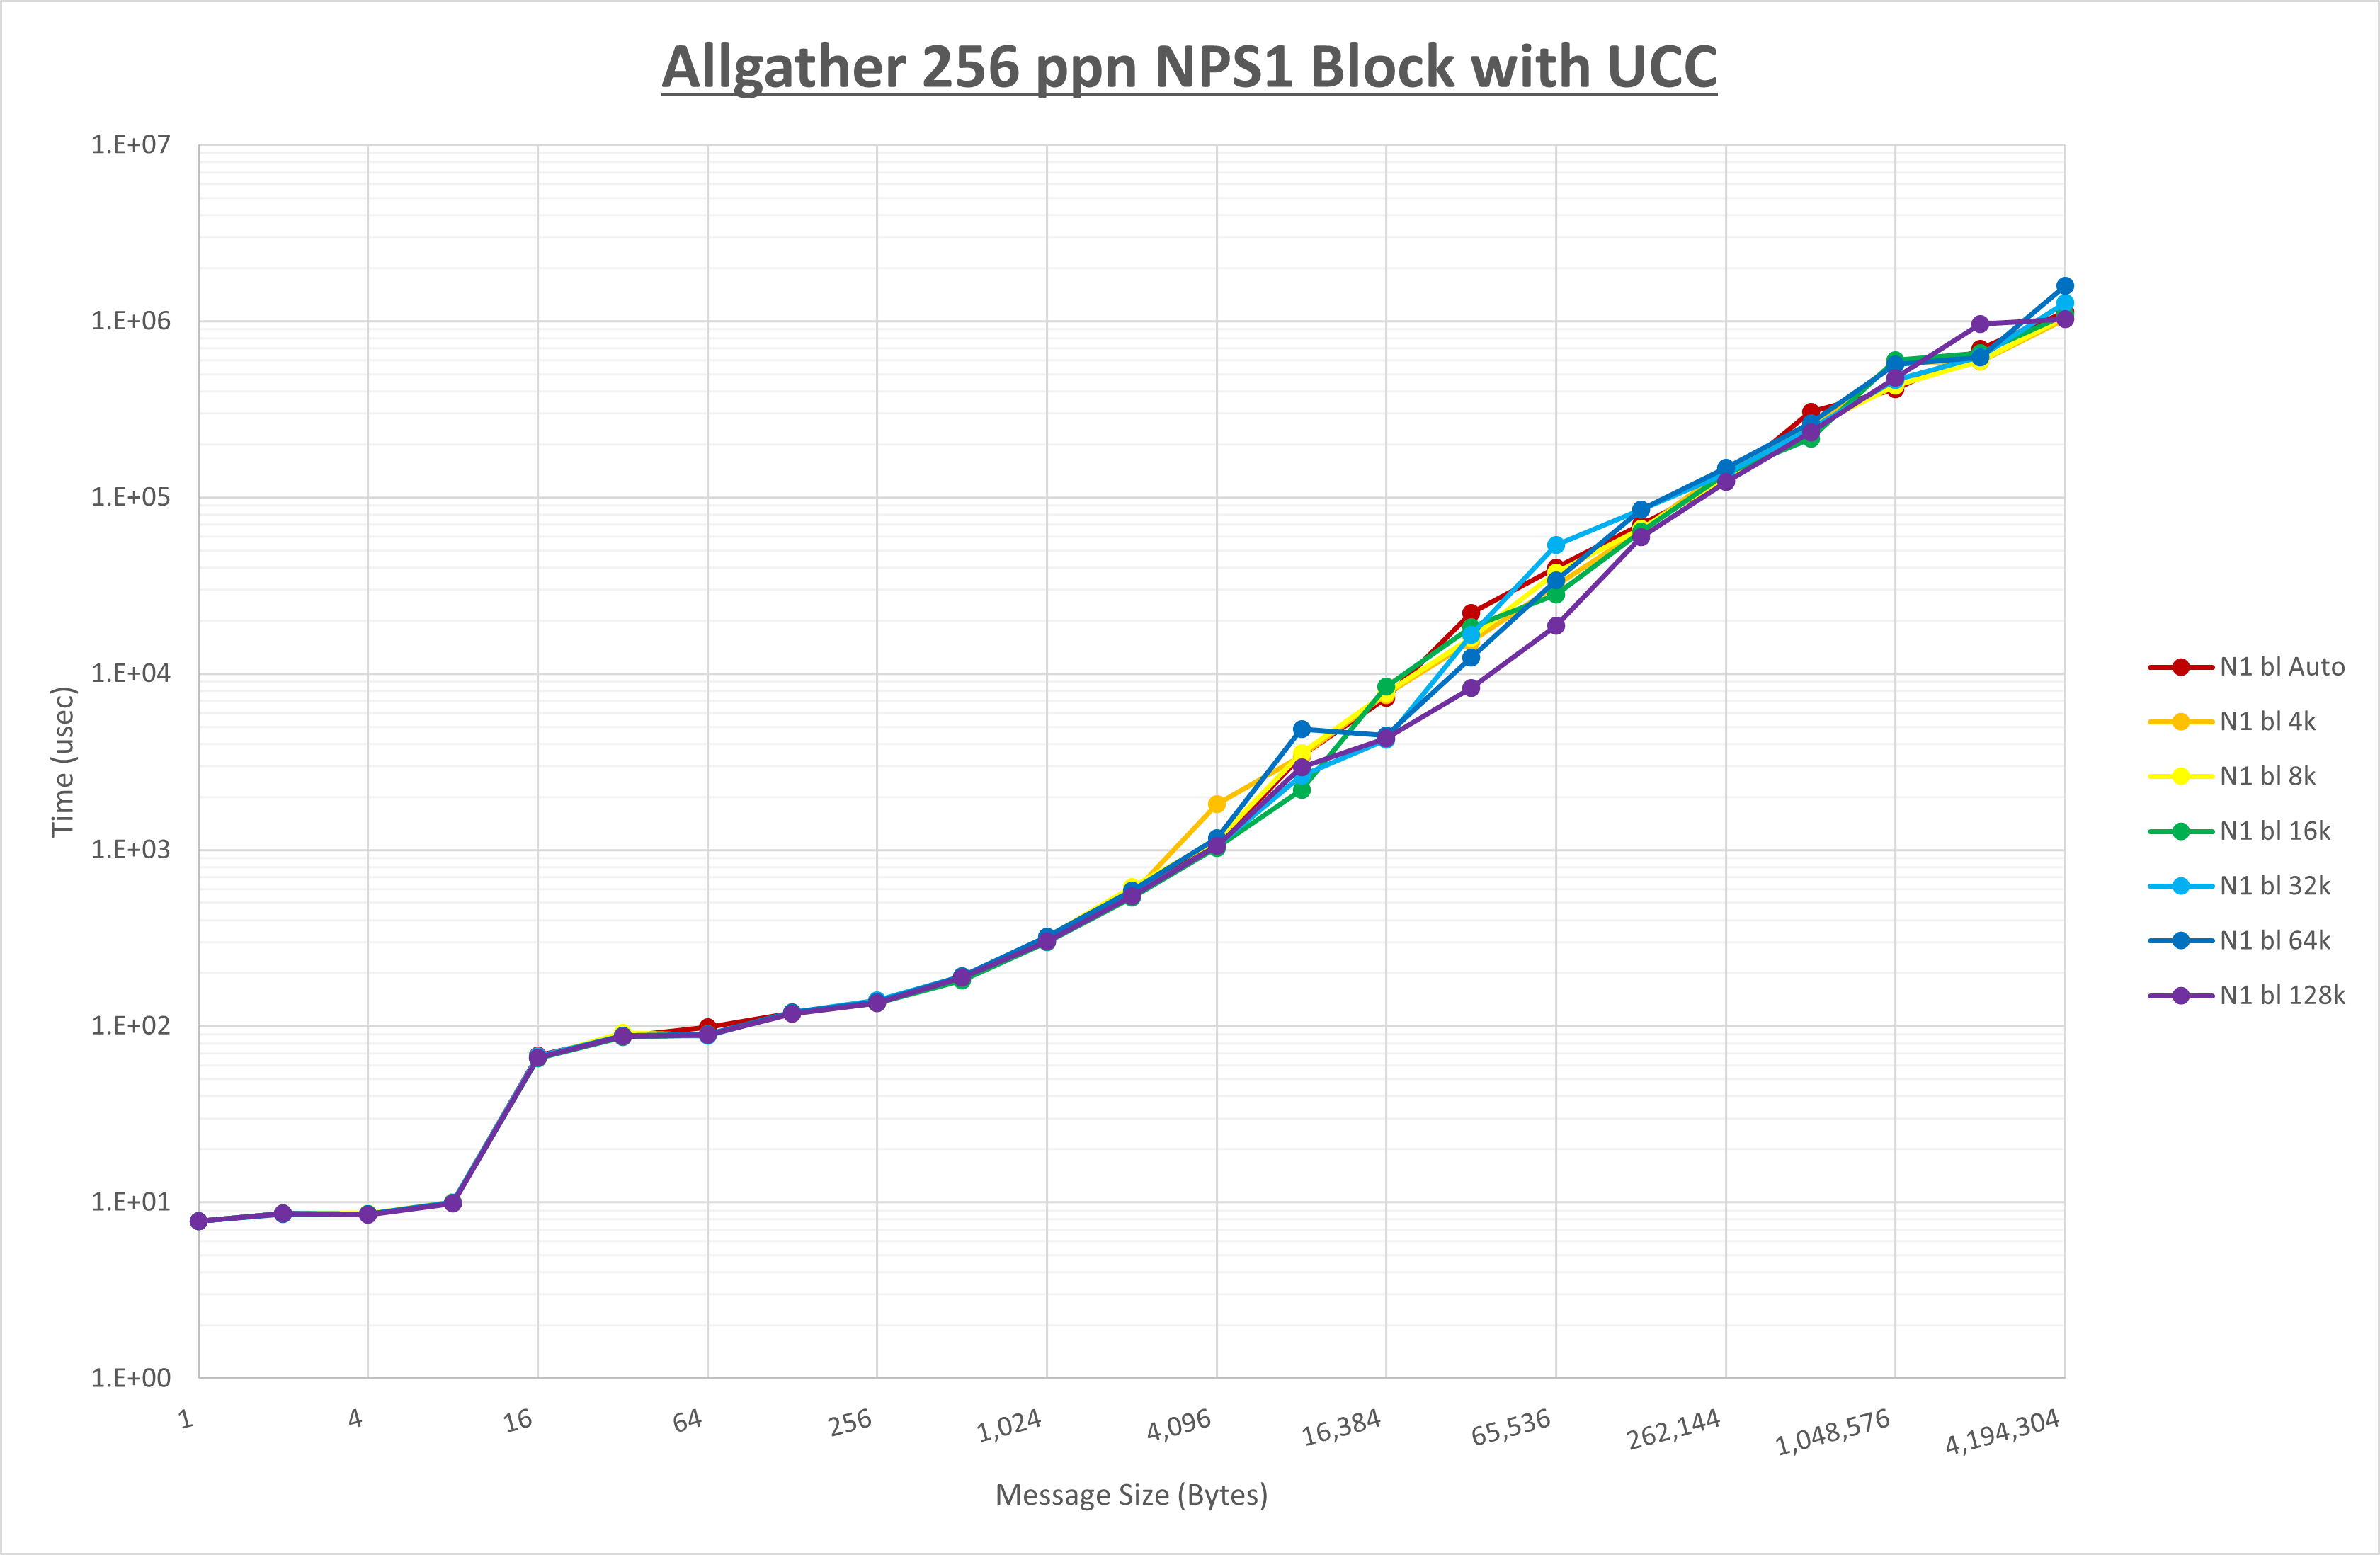 Allgather 256 ppn NPS1 Block with UCC
1.E+07
1.E+06
1.E+05
1.E+04
1.E+03
1.E+02
1.E+01
1.E+00
Time (usec)
1
4
16
64
256
1,024
4,096
16,384
65,536
262,144
1,048,576
4,194,304
Message Size (Bytes)
N1 bl Auto
N1 bl 4k
N1 bl 8k
N1 bl 16k
N1 bl 32k
N1 bl 64k
N1 bl 128k